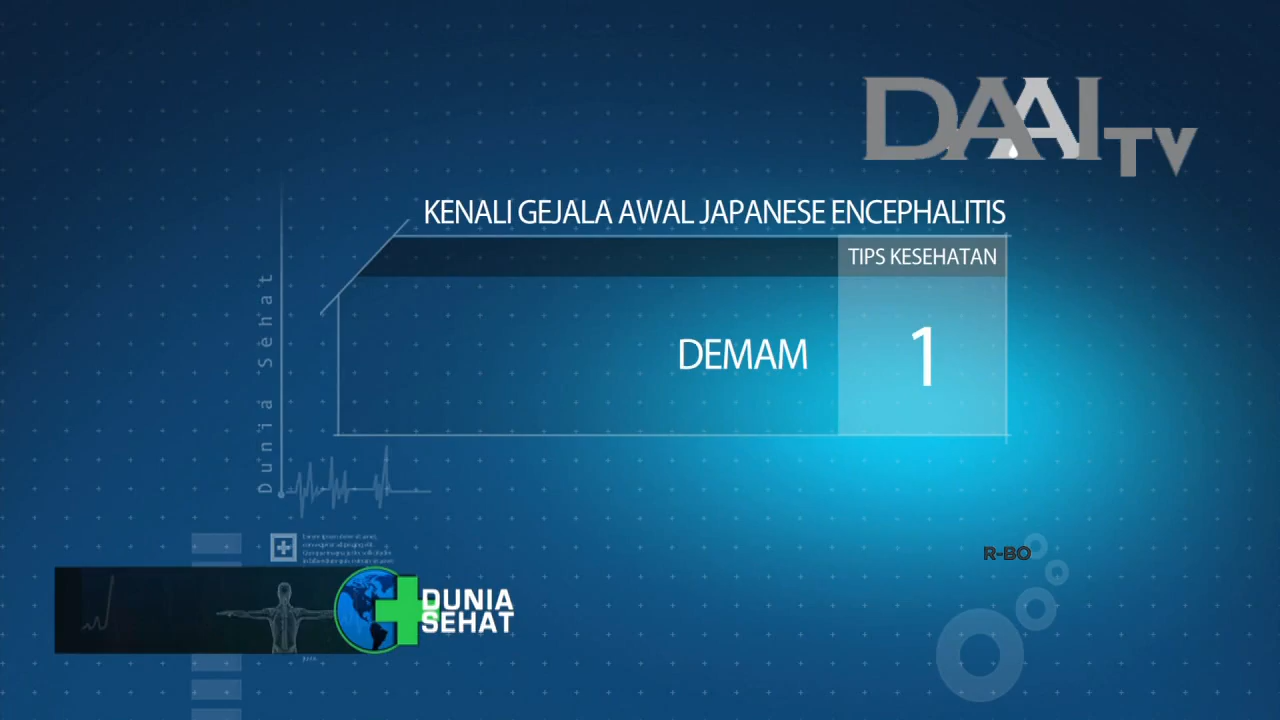 DAAI TV
KENALI GEJALA AWAL JAPANESE ENCEPHALITIS
TIPS KESEHATAN
DEMAM
1
Dunia Sehat
R-BO
DUNIA
SEHAT